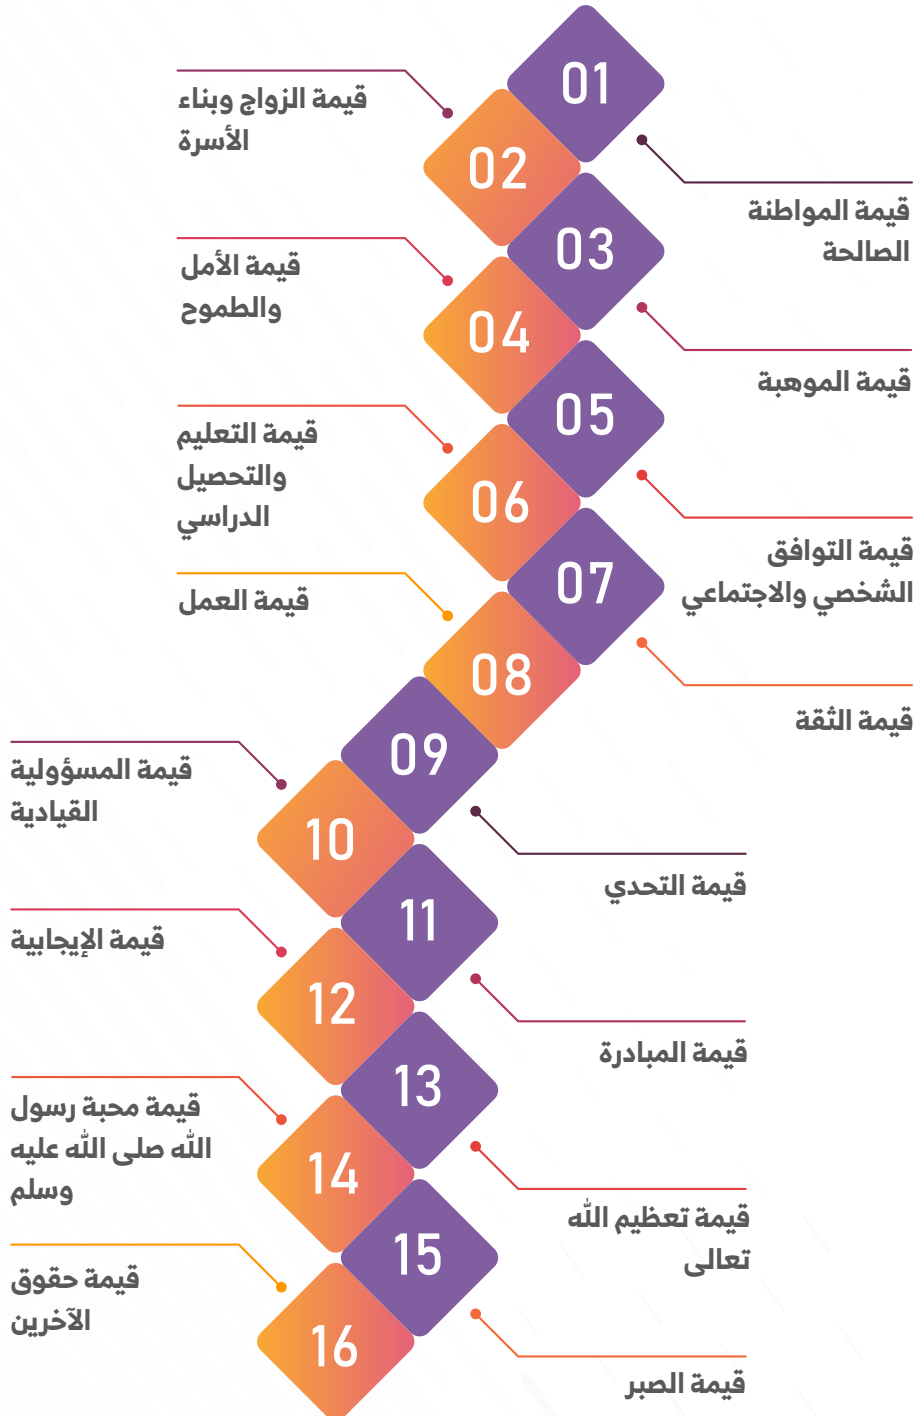 01
قيمة المواطنة
الصالحة
02
قيمة الزواج وبناء
الأسرة
03
قيمة الموهبة
04
قيمة الأمل
والطموح
05
قيمة التوافق
الشخصي والاجتماعي
06
قيمة التعليم
والتحصيل
الدراسي
07
قيمة الثقة
08
قيمة العمل
09
قيمة التحدي
10
قيمة المسؤولية
القيادية
11
قيمة المبادرة
12
قيمة الإيجابية
13
قيمة تعظيم الله
تعالى
14
قيمة محبة رسول
الله صلى الله عليه
وسلم
15
قيمة الصبر
16
قيمة حقوق
الآخرين